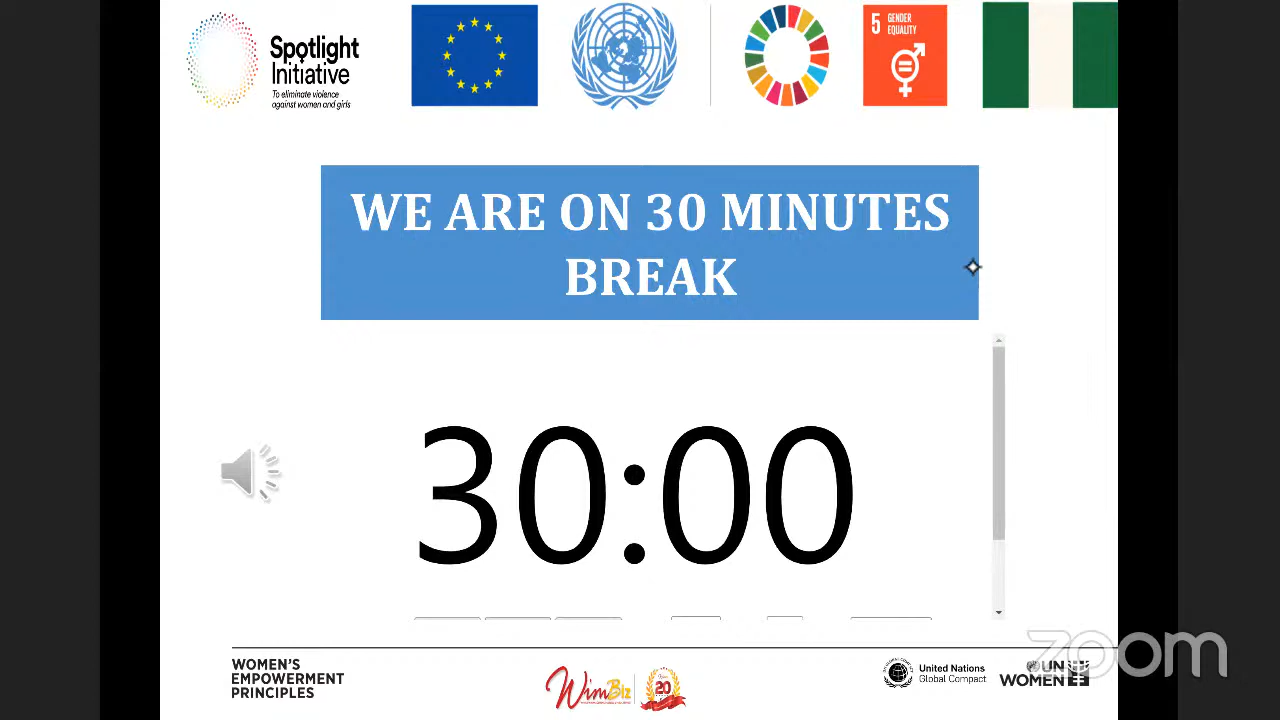 Spotlight
Initiative
To eliminate violence
against women and girls
5 GENDER
EQUALITY
WE ARE ON 30 MINUTES
BREAK
30:00
WOMEN'S
EMPOWERMENT
PRINCIPLES
WimBiz
20
United Nations
Global Compact
UN
WOMEN
zoom